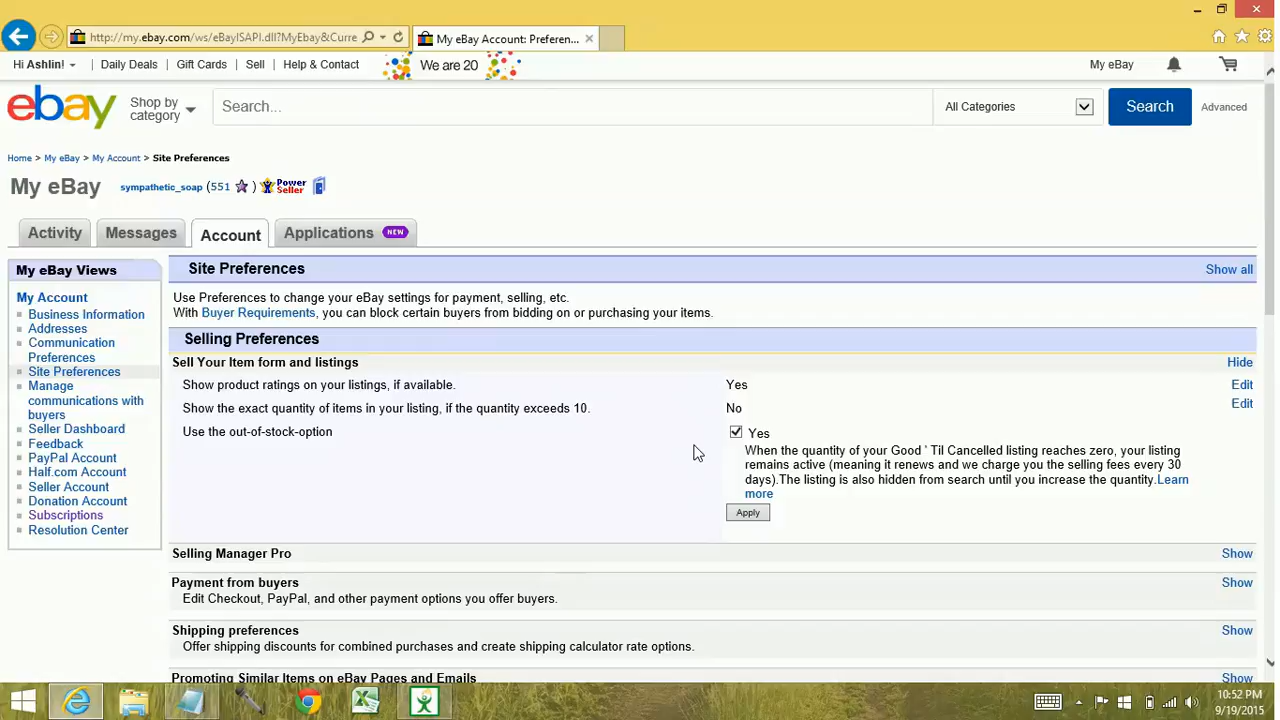 http://my.ebay.com/ws/eBayISAPI.dll?MyEbay&Curre
My eBay Account: Preferen...
Hi Ashlin!
Daily Deals
Gift Cards
Sell
Help & Contact
We are 20
My eBay
ebay
Shop by
category
Search...
All Categories
Search
Advanced
Home > My eBay > My Account > Site Preferences
My eBay
sympathetic_soap (551 ) Power Seller
Activity
Messages
Account
Applications NEW
My eBay Views
My Account
Business Information
Addresses
Communication
Preferences
Site Preferences
Manage
communications with
buyers
Seller Dashboard
Feedback
PayPal Account
Half.com Account
Seller Account
Donation Account
Subscriptions
Resolution Center
Site Preferences
Show all
Use Preferences to change your eBay settings for payment, selling, etc.
With Buyer Requirements, you can block certain buyers from bidding on or purchasing your items.
Selling Preferences
Sell Your Item form and listings
Hide
Show product ratings on your listings, if available.
Yes
Edit
Show the exact quantity of items in your listing, if the quantity exceeds 10.
No
Edit
Use the out-of-stock-option
Yes
When the quantity of your Good ' Til Cancelled listing reaches zero, your listing
remains active (meaning it renews and we charge you the selling fees every 30
days).The listing is also hidden from search until you increase the quantity.Learn
more
Apply
Selling Manager Pro
Show
Payment from buyers
Show
Edit Checkout, PayPal, and other payment options you offer buyers.
Shipping preferences
Show
Offer shipping discounts for combined purchases and create shipping calculator rate options.
Promoting Similar Items on eBay Pages and Emails
Show
10:52 PM
9/19/2015